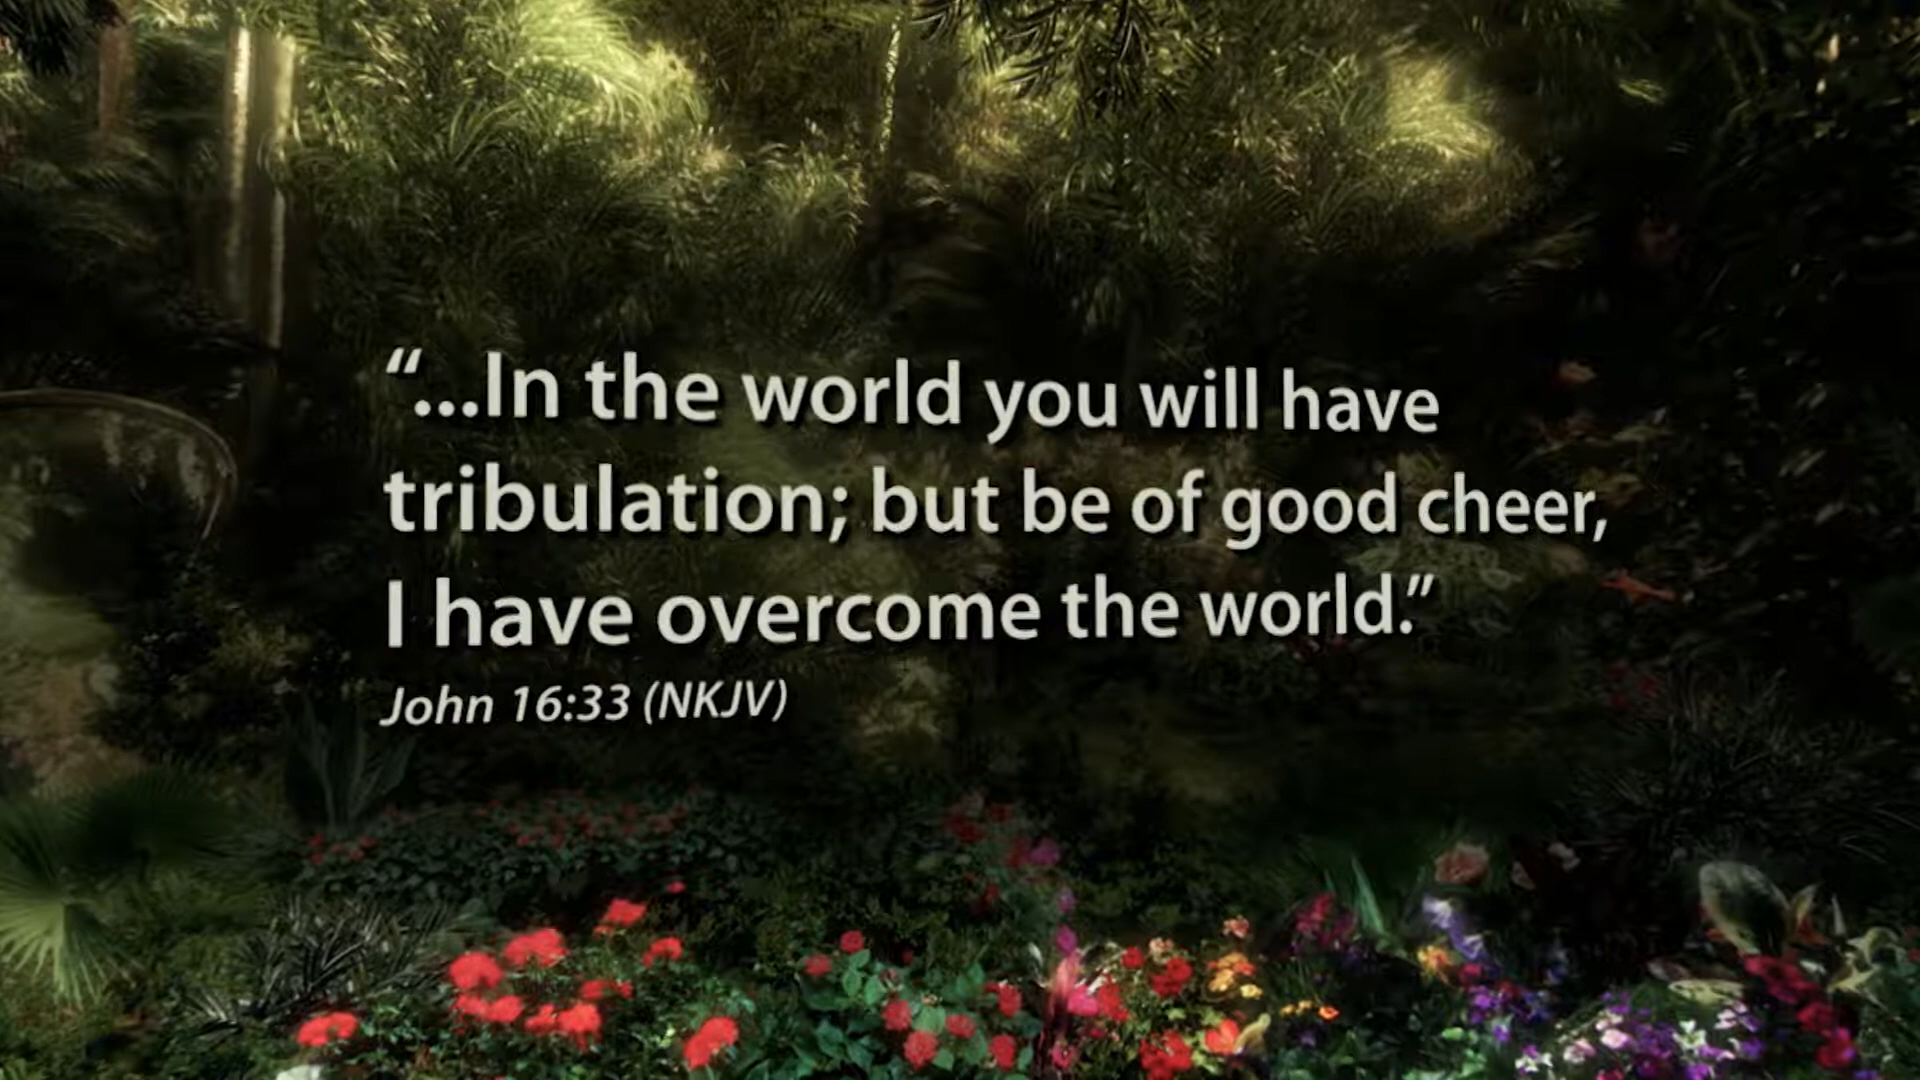 “...In the world you will have
tribulation; but be of good cheer,
I have overcome the world.”
John 16:33 (NKJV)